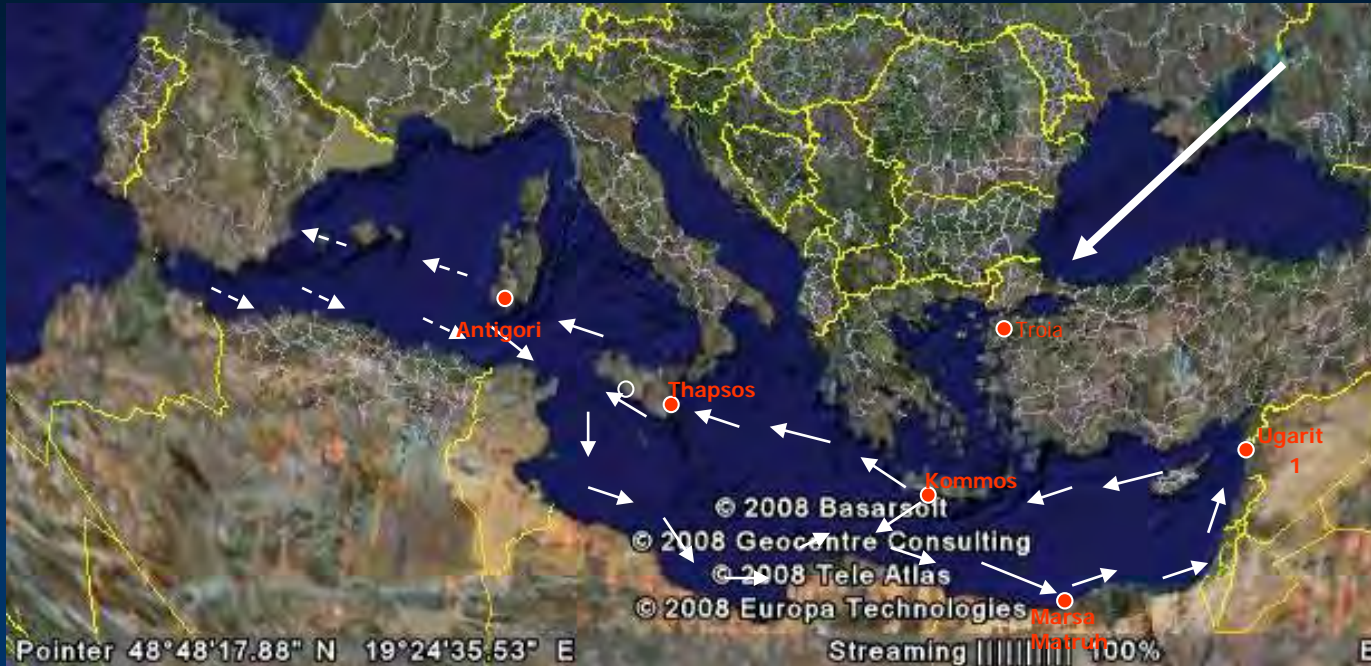 Troia
Antigori
Thapsos
Ugarit
1
Kommos
© 2008 Basarsoft
© 2008 Geocentre Consulting
© 2008 Tele Atlas
© 2008 Europa Technologies
Marsa
Matruh
Pointer 48°48'17.88" N 19°24'35.53" E
Streaming ||||||||| 100%
E